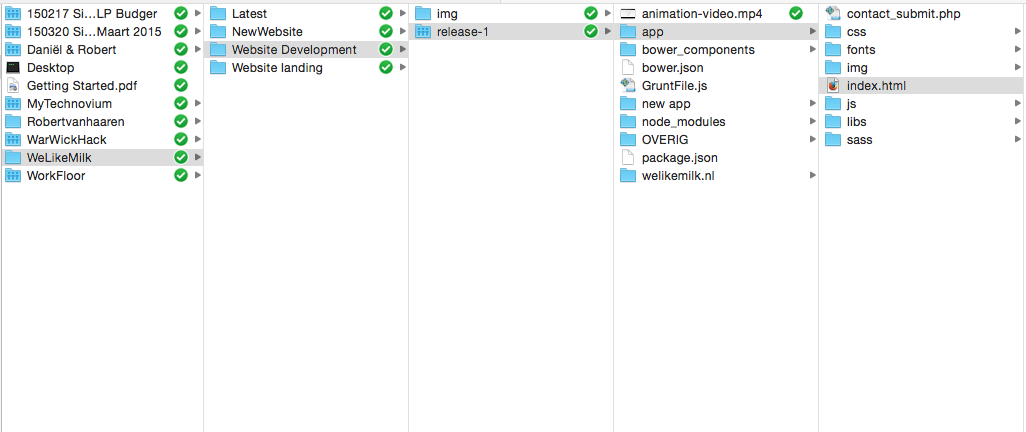 150217 Si...LP Budger
150320 Si...Maart 2015
Daniël & Robert
Desktop
Getting Started.pdf
MyTechnovium
Robertvanhaaren
WarWickHack
WeLikeMilk
WorkFloor
Latest
NewWebsite
Website Development
Website landing
img
release-1
animation-video.mp4
app
bower_components
bower.json
GruntFile.js
new app
node_modules
OVERIG
package.json
welikemilk.nl
contact_submit.php
css
fonts
img
index.html
js
libs
sass